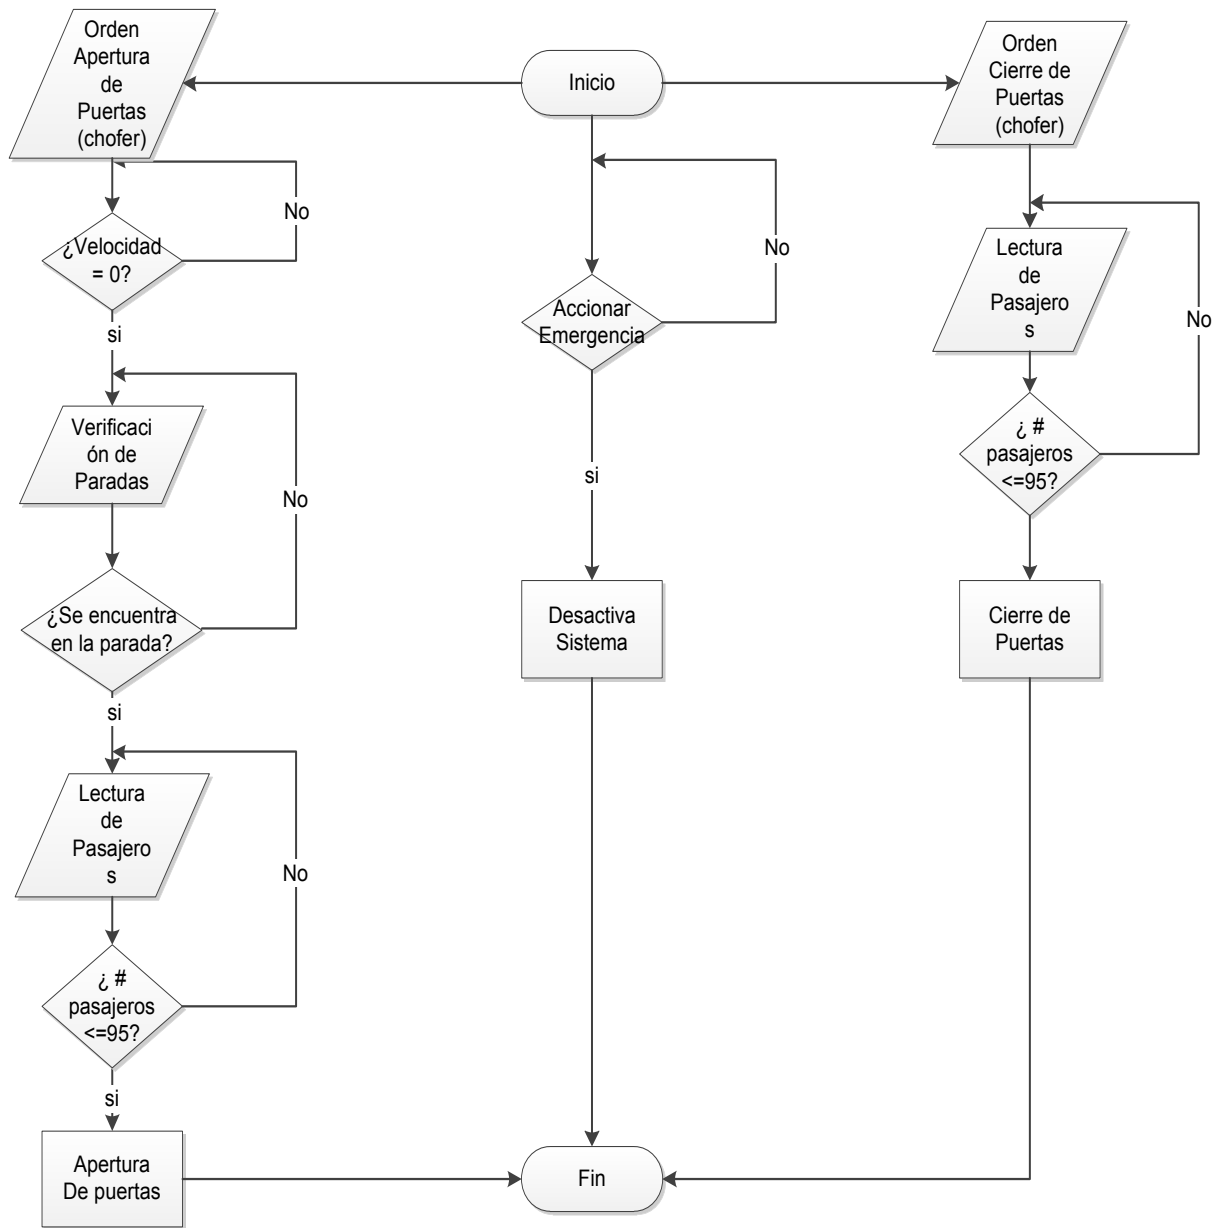 Orden
Apertura
de
Puertas
(chofer)
No
¿Velocidad
= 0?
si
Verificaci
ón de
Paradas
No
¿Se encuentra
en la parada?
si
Lectura
de
Pasajero
s
No
¿ #
pasajeros
<=95?
si
Apertura
De puertas
Inicio
No
Accionar
Emergencia
si
Desactiva
Sistema
Fin
Orden
Cierre de
Puertas
(chofer)
Lectura
de
Pasajero
s
No
¿ #
pasajeros
<=95?
Cierre de
Puertas